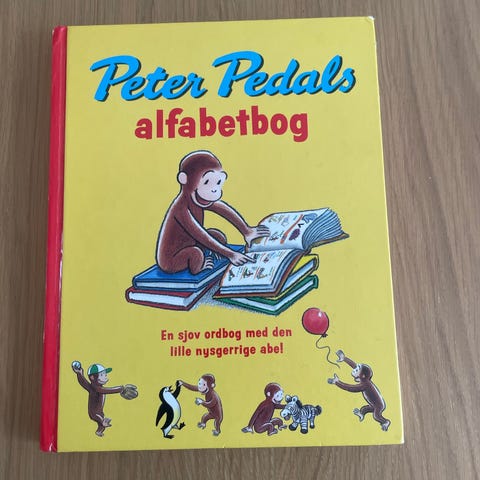 Peter Pedals
alfabetbog
En sjov ordbog med den
lille nysgerrige abe!